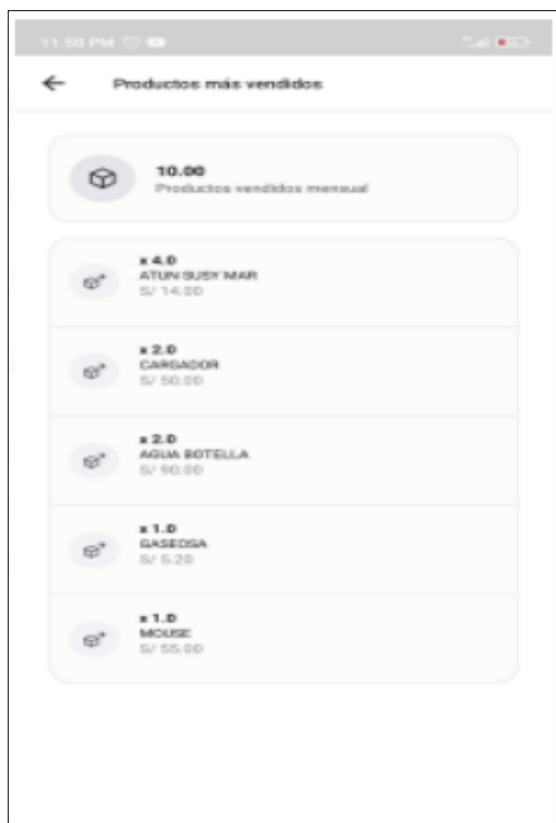 11:50 PM
Productos más vendidos
10.00
Productos vendidos mensual
x 4.0
ATUN SUSY MAR
S/ 14.00
x 2.0
CARGADOR
S/ 50.00
x 2.0
AGUA BOTELLA
S/ 90.00
x 1.0
GASEOSA
S/ 5.20
x 1.0
MOUSE
S/ 55.00